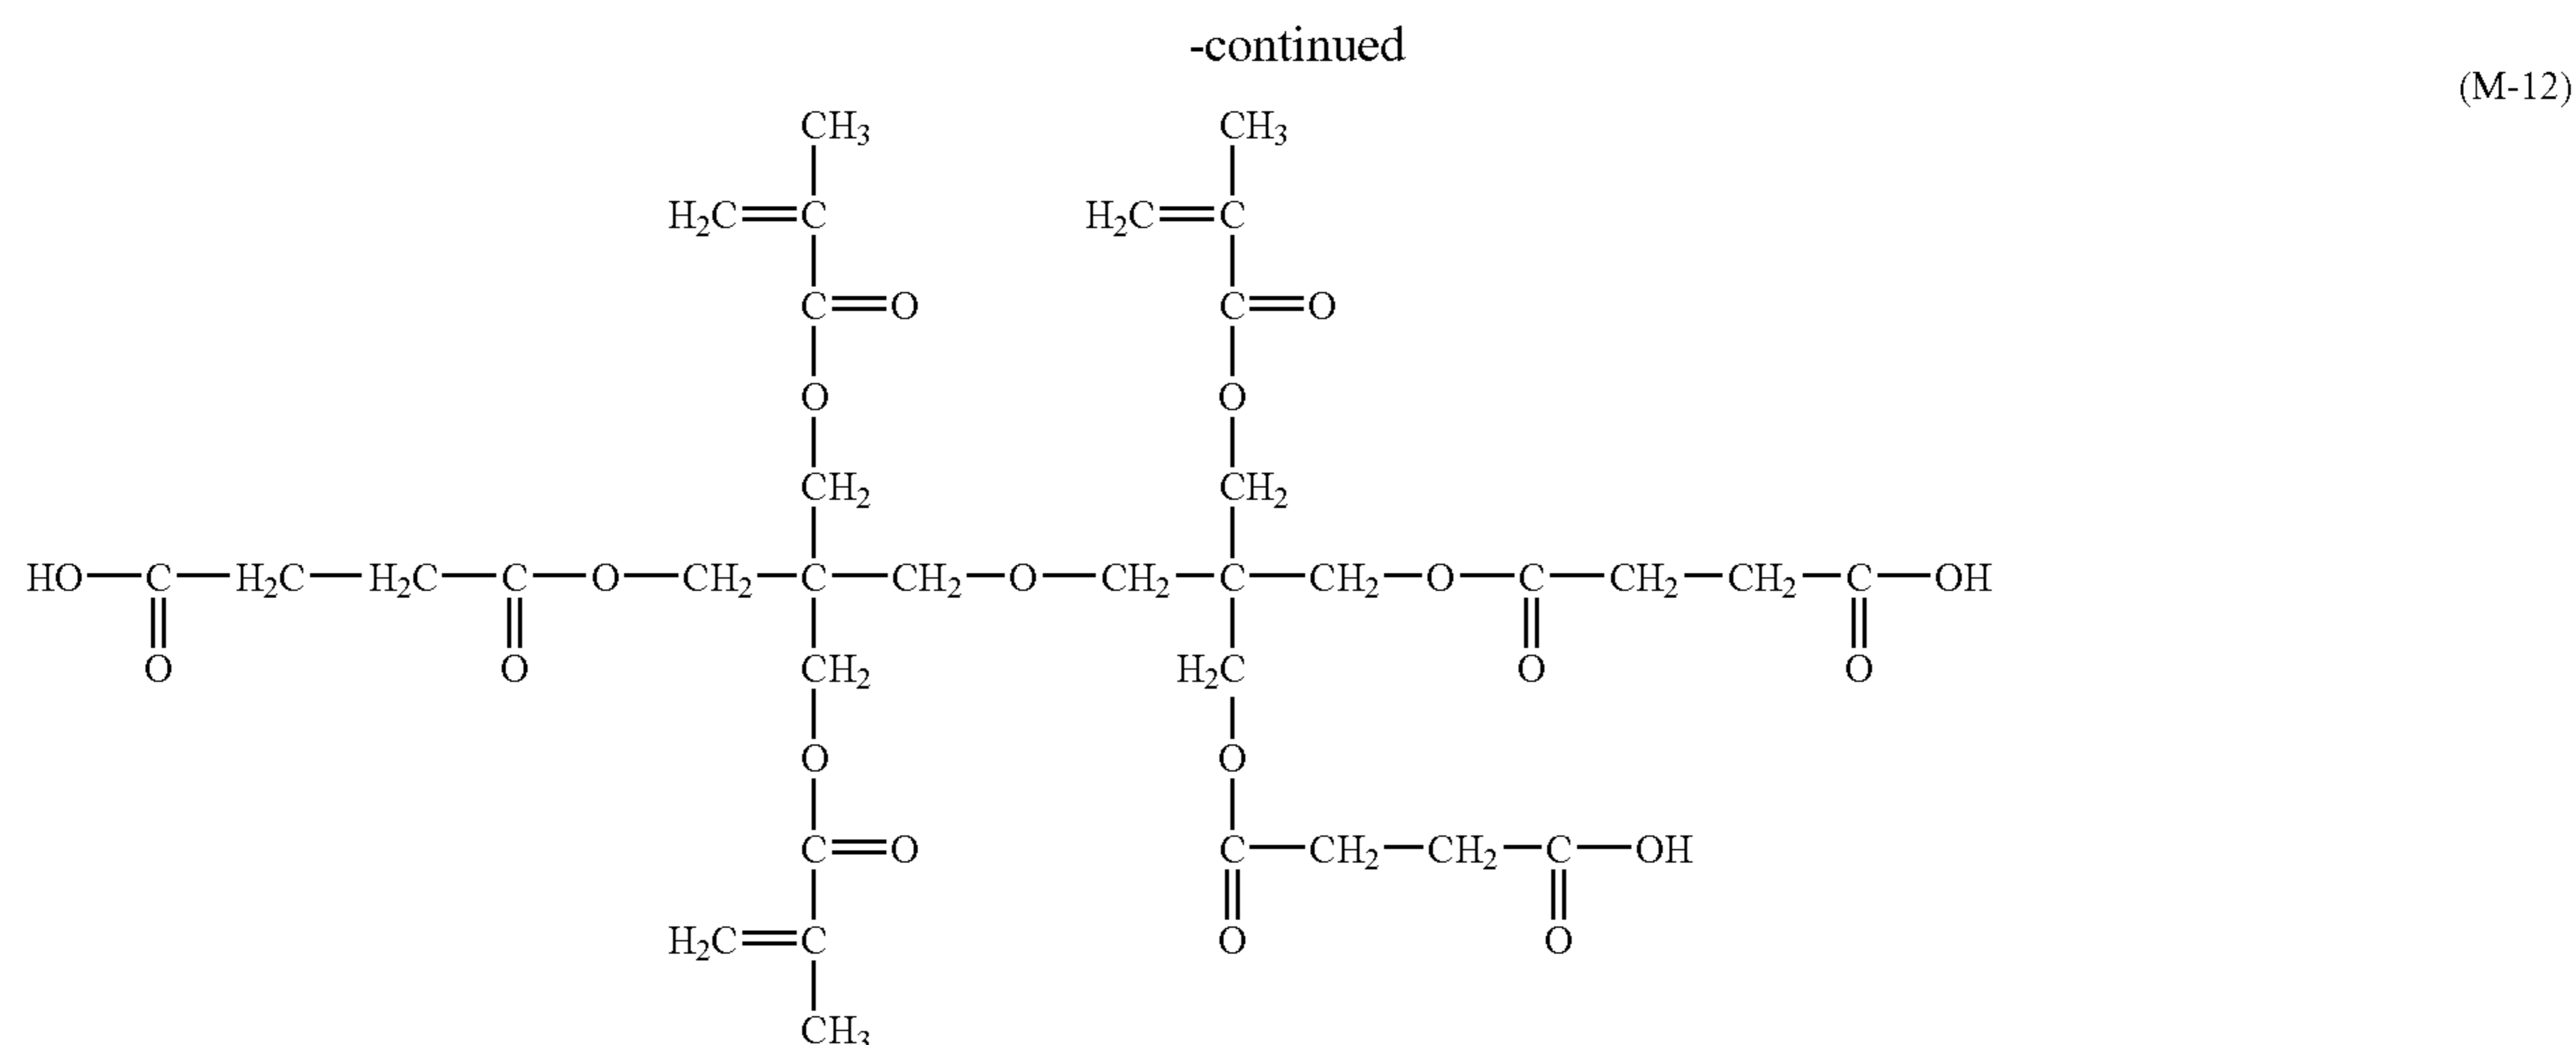 -continued
(M-12)
CH₃ CH₃
H₂C=C H₂C=C
C=O C=O
O O
CH₂ CH₂
HO—C—H₂C—H₂C—C—O—CH₂—C—CH₂—O—CH₂—C—CH₂—O—C—CH₂—CH₂—C—OH
O O CH₂ H₂C O O
O O
C=O C—CH₂—CH₂—C—OH
H₂C=C O O
CH₃